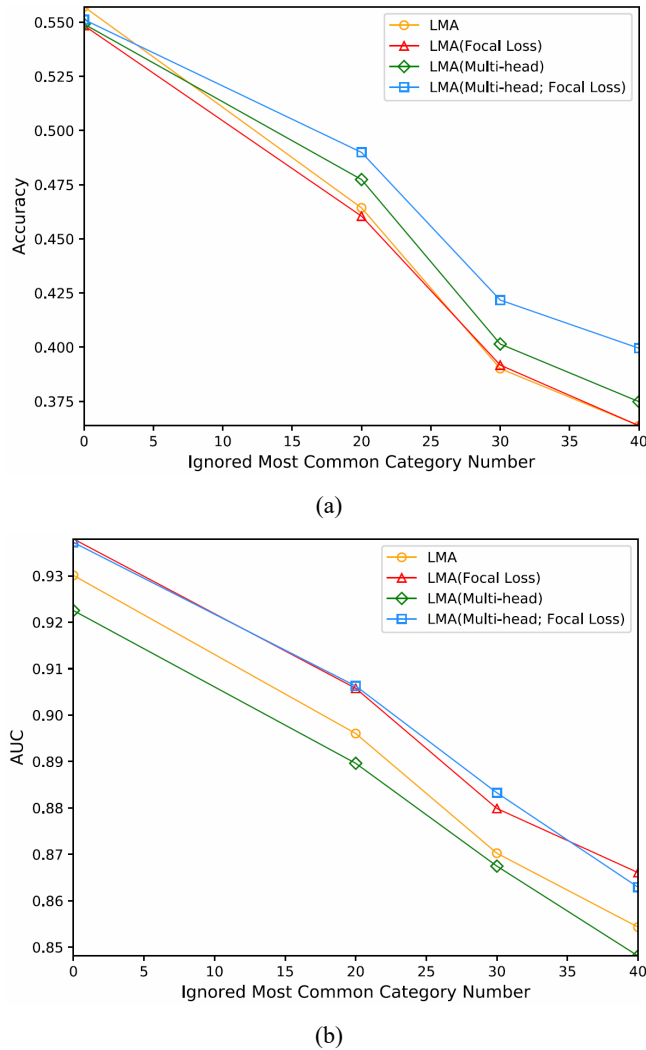 0.550
0.525
0.500
0.475
0.450
0.425
0.400
0.375
Accuracy
LMA
LMA(Focal Loss)
LMA(Multi-head)
LMA(Multi-head; Focal Loss)
0 5 10 15 20 25 30 35 40
Ignored Most Common Category Number
(a)
0.93
0.92
0.91
0.90
0.89
0.88
0.87
0.86
0.85
AUC
LMA
LMA(Focal Loss)
LMA(Multi-head)
LMA(Multi-head; Focal Loss)
0 5 10 15 20 25 30 35 40
Ignored Most Common Category Number
(b)